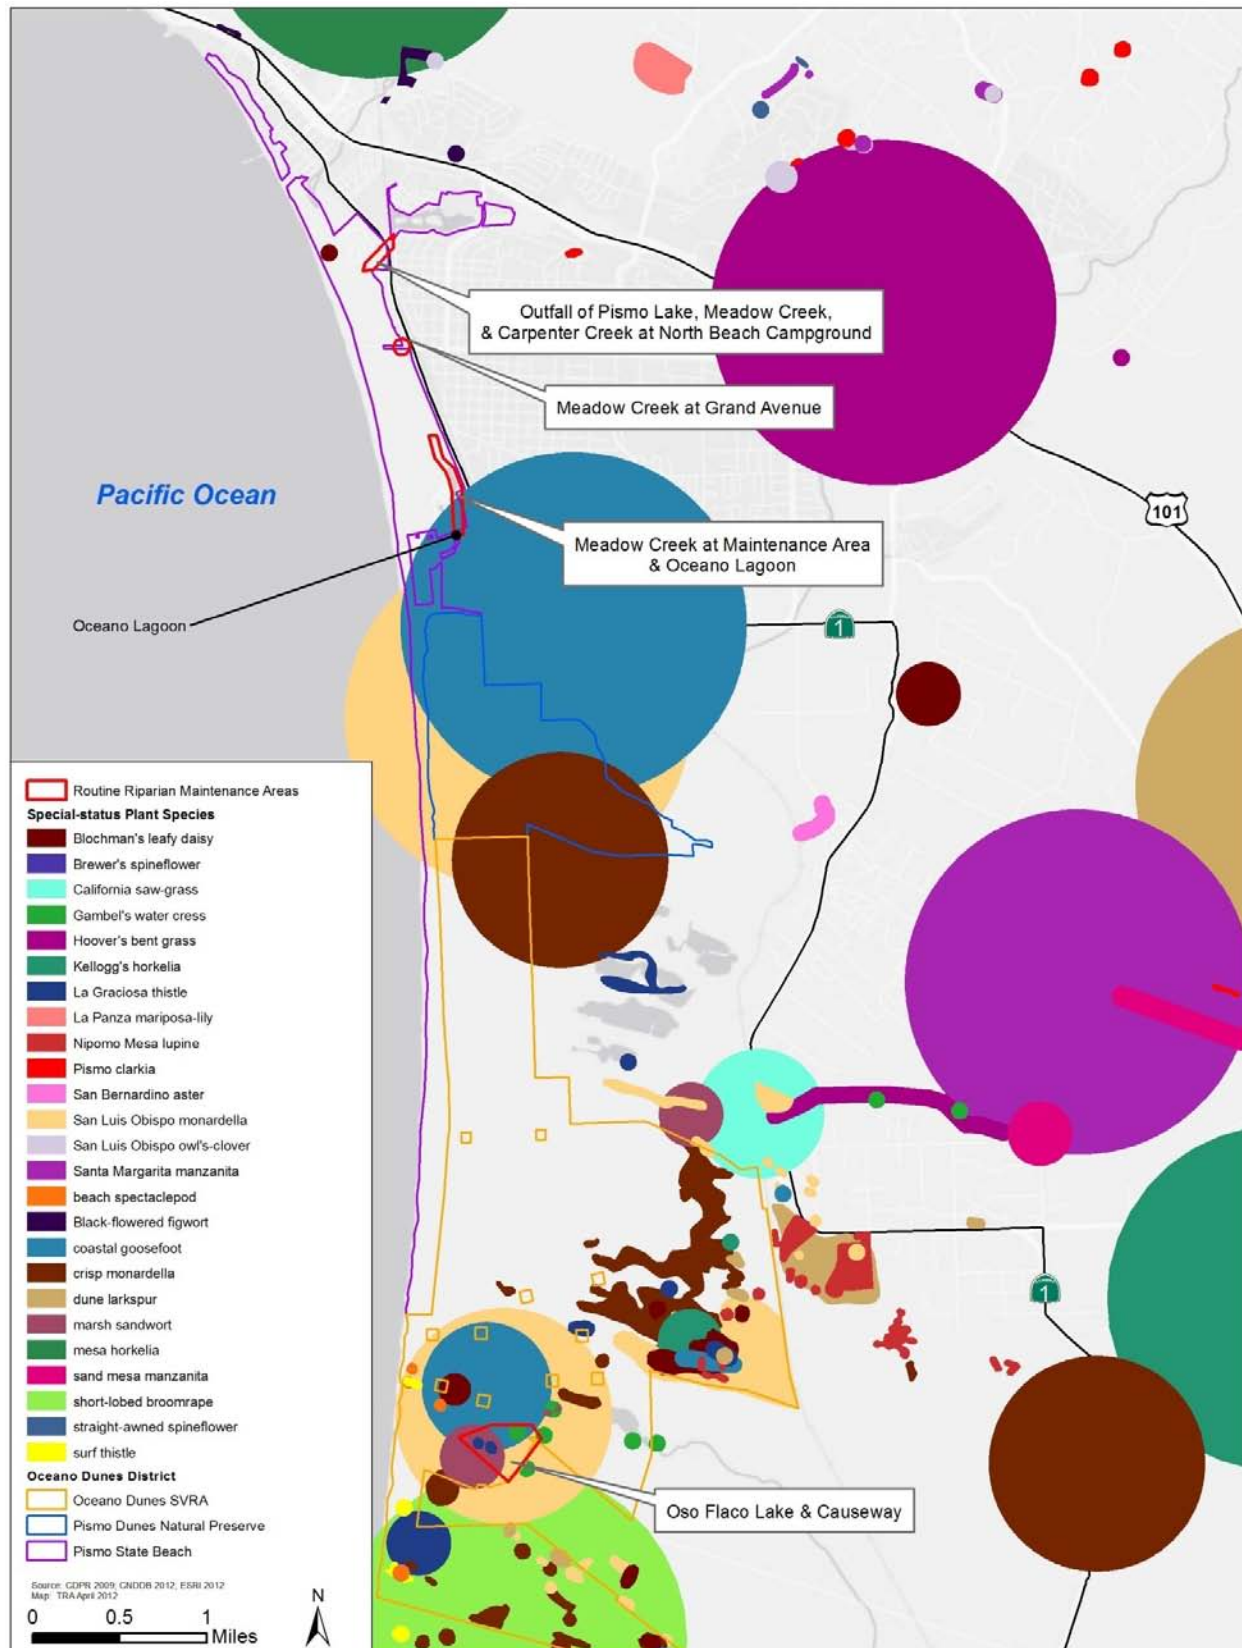 Outfall of Pismo Lake, Meadow Creek,
& Carpenter Creek at North Beach Campground
Meadow Creek at Grand Avenue
Pacific Ocean
101
Meadow Creek at Maintenance Area
& Oceano Lagoon
Oceano Lagoon
1
1
Oso Flaco Lake & Causeway
Routine Riparian Maintenance Areas
Special-status Plant Species
Blochman's leafy daisy
Brewer's spineflower
California saw-grass
Gambel's water cress
Hoover's bent grass
Kellogg's horkelia
La Graciosa thistle
La Panza mariposa-lily
Nipomo Mesa lupine
Pismo clarkia
San Bernardino aster
San Luis Obispo monardella
San Luis Obispo owl's-clover
Santa Margarita manzanita
beach spectaclepod
Black-flowered figwort
coastal goosefoot
crisp monardella
dune larkspur
marsh sandwort
mesa horkelia
sand mesa manzanita
short-lobed broomrape
straight-awned spineflower
surf thistle
Oceano Dunes District
Oceano Dunes SVRA
Pismo Dunes Natural Preserve
Pismo State Beach
Source: CDPR 2009; CNDDB 2012; ESRI 2012
Map: TRA April 2012
0 0.5 1
Miles
N